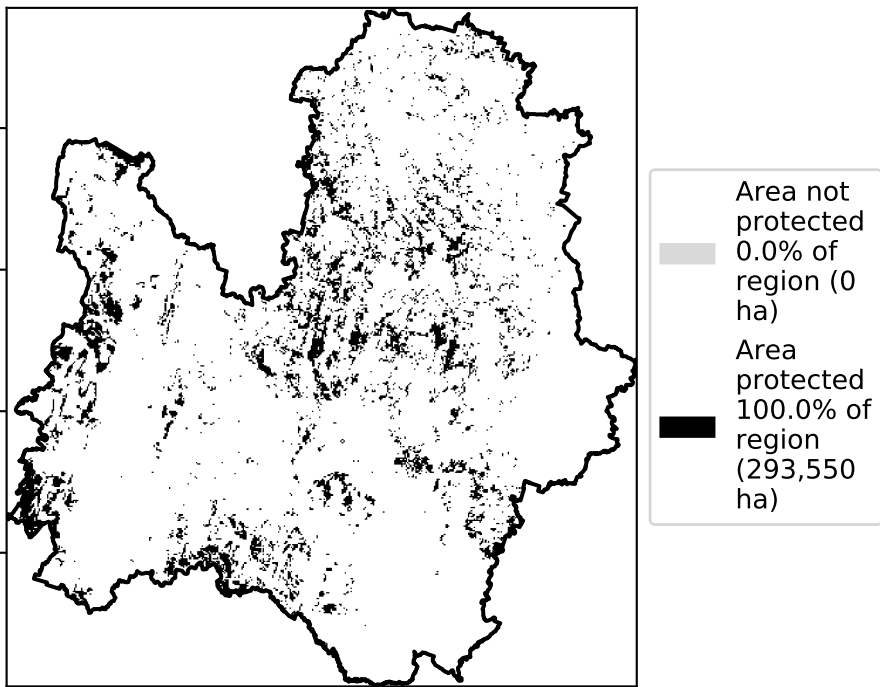 Area not
protected
0.0% of
region (0
ha)
Area
protected
100.0% of
region
(293,550
ha)